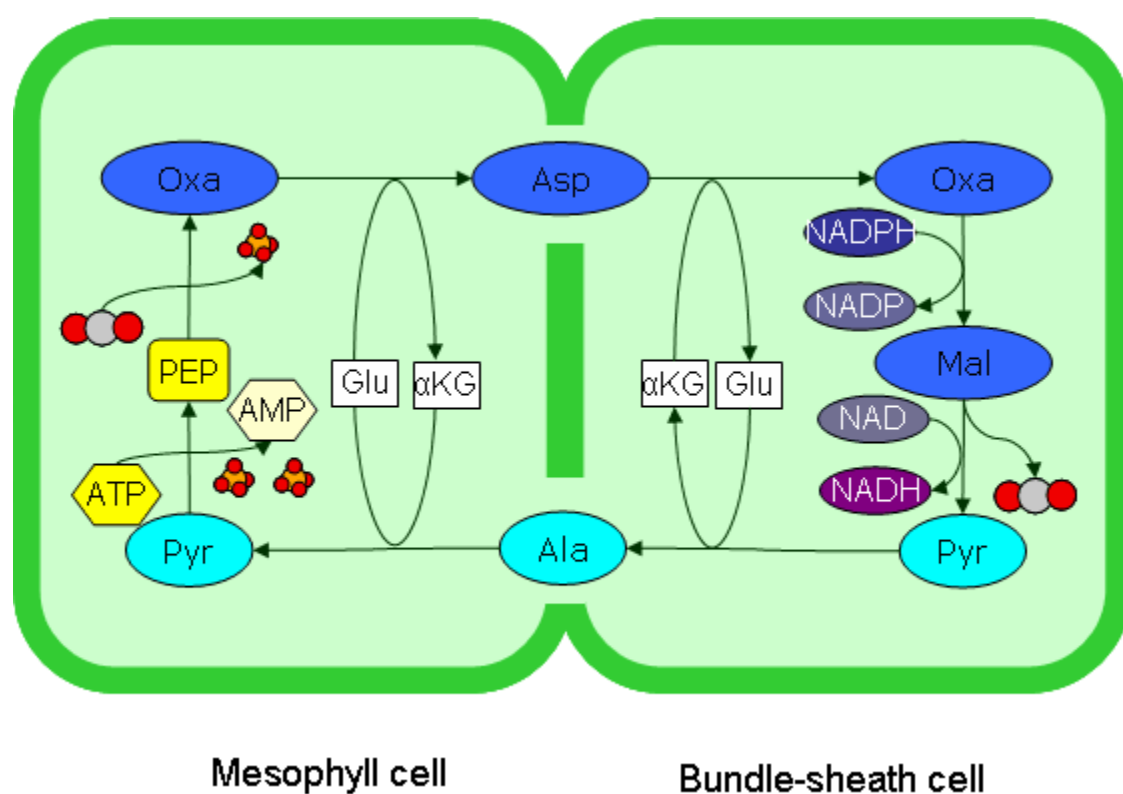 Oxa
Asp
Oxa
NADPH
NADP
PEP
Glu
αKG
αKG
Glu
Mal
AMP
NAD
ATP
NADH
Pyr
Ala
Pyr
Mesophyll cell
Bundle-sheath cell